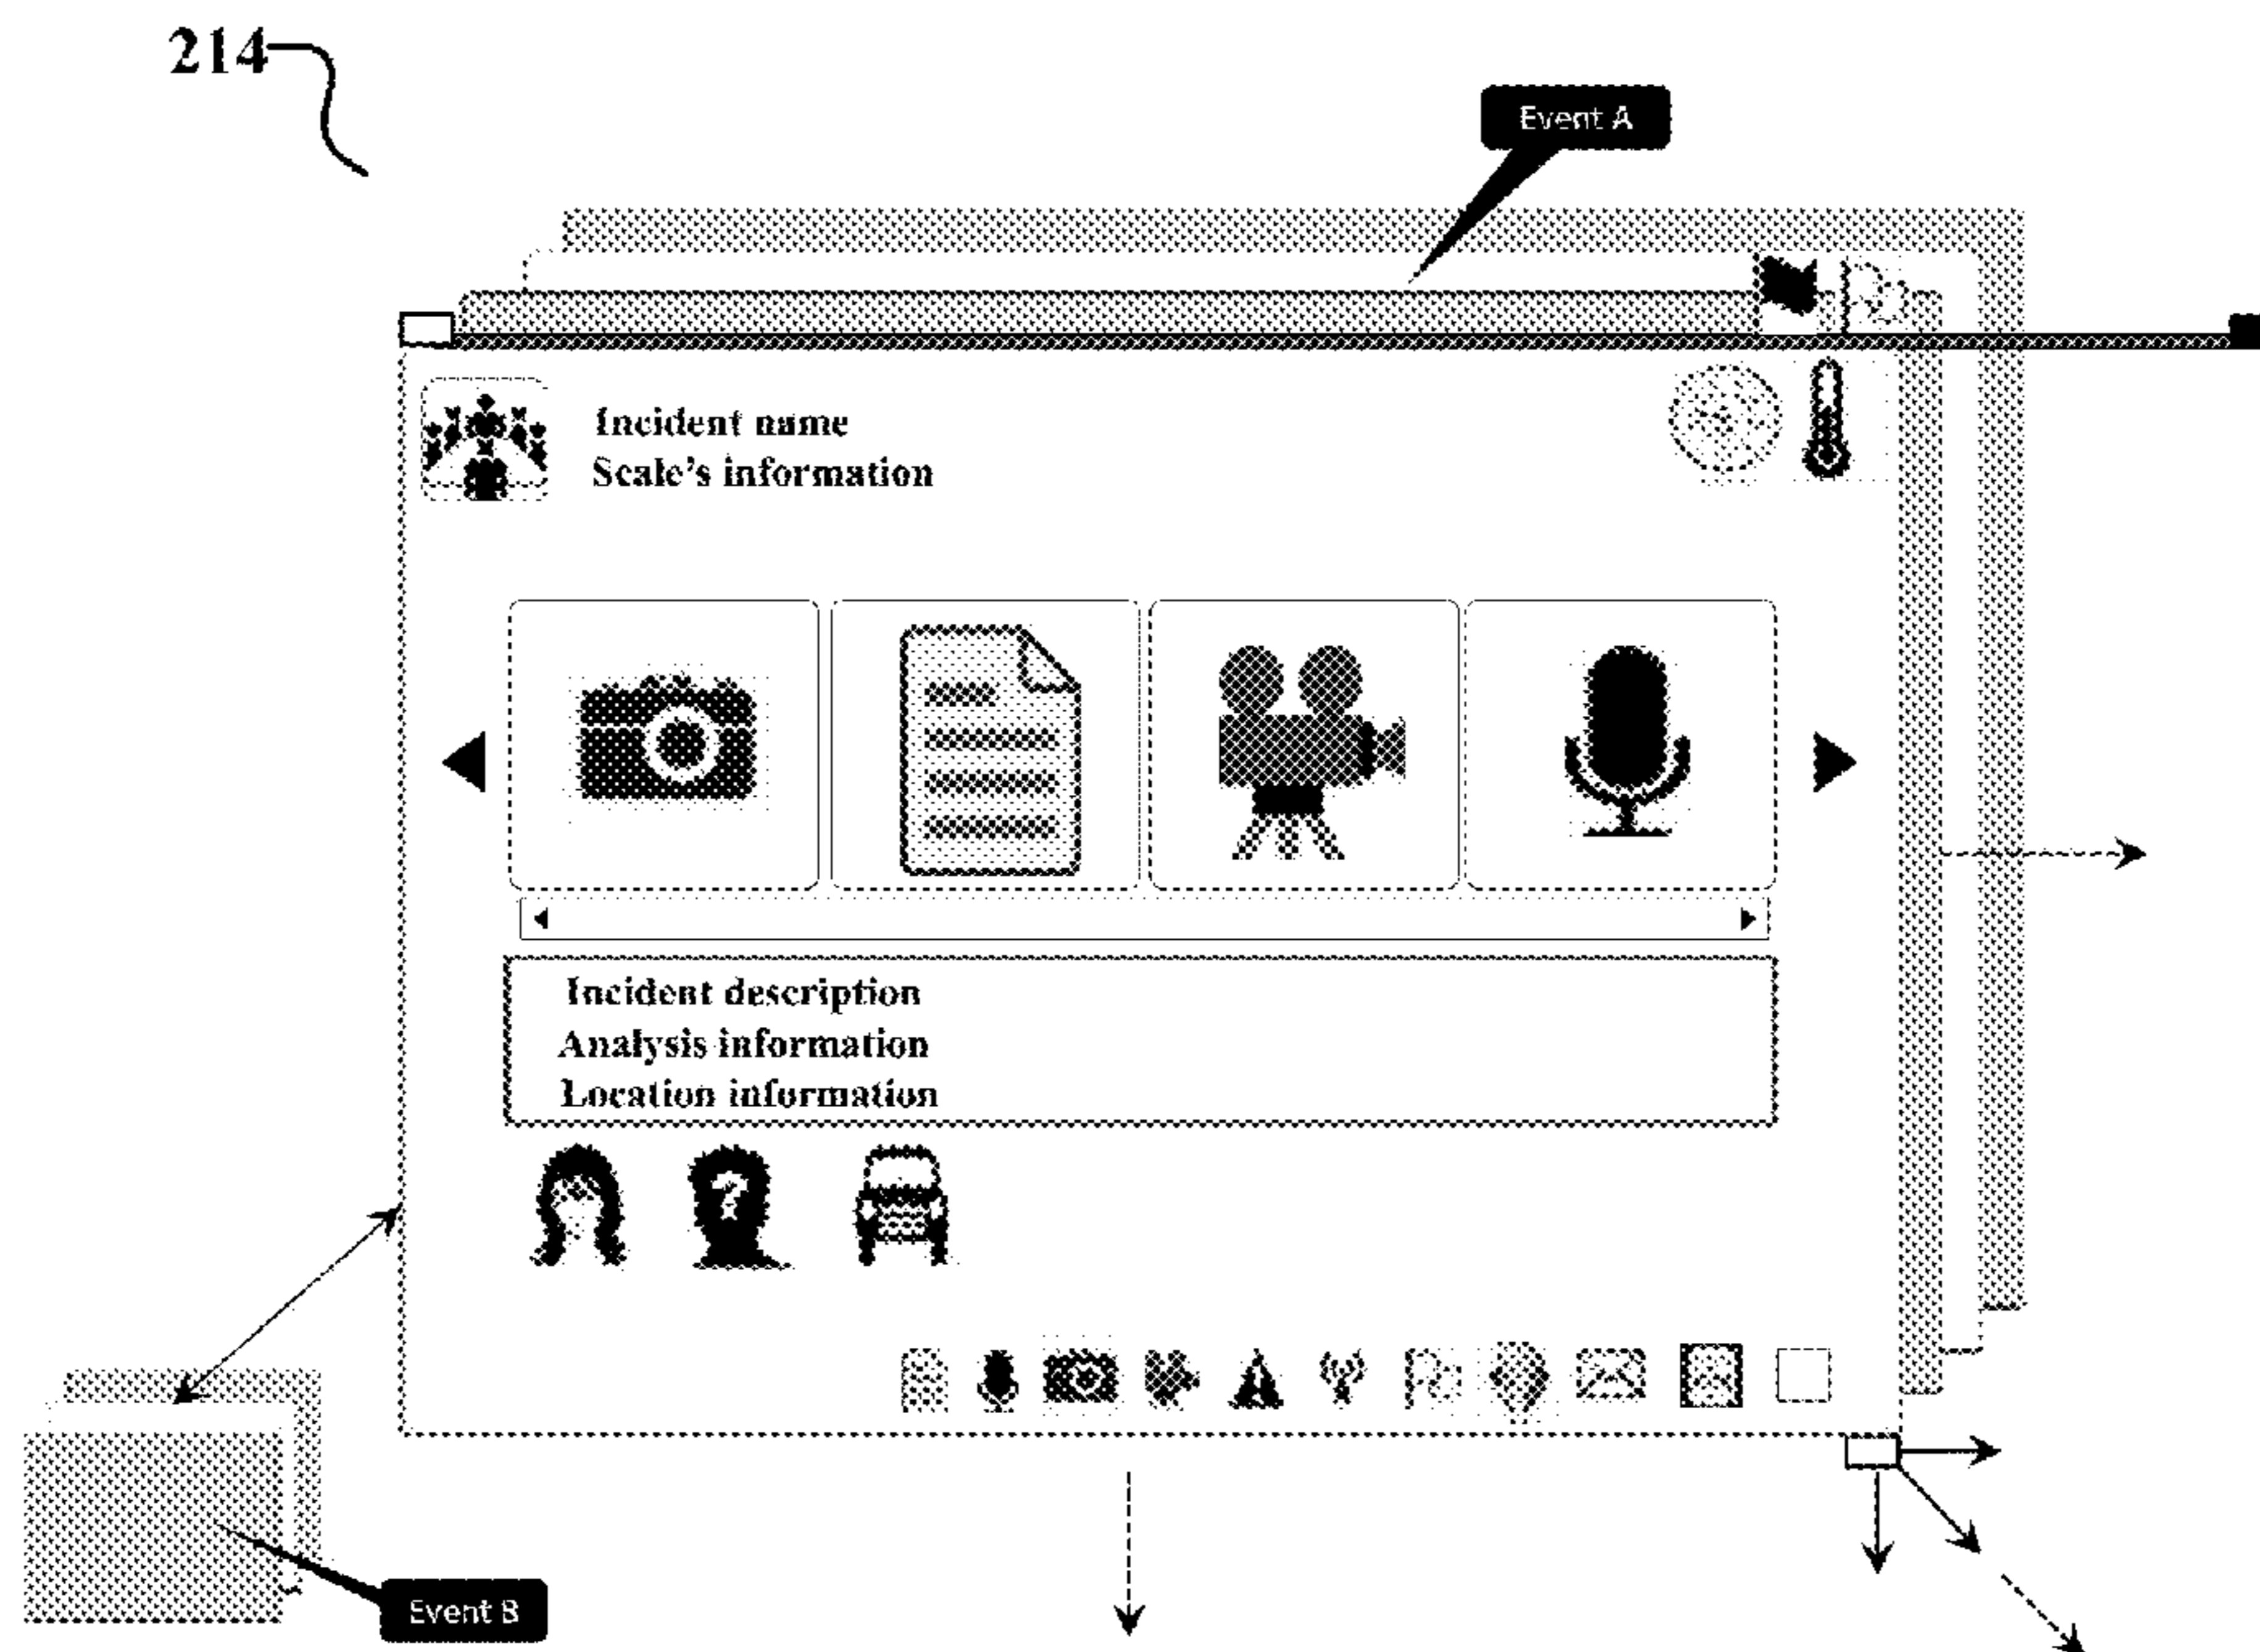 214
Event A
Incident name
Scale's information
Incident description
Analysis information
Location information
?
Event B